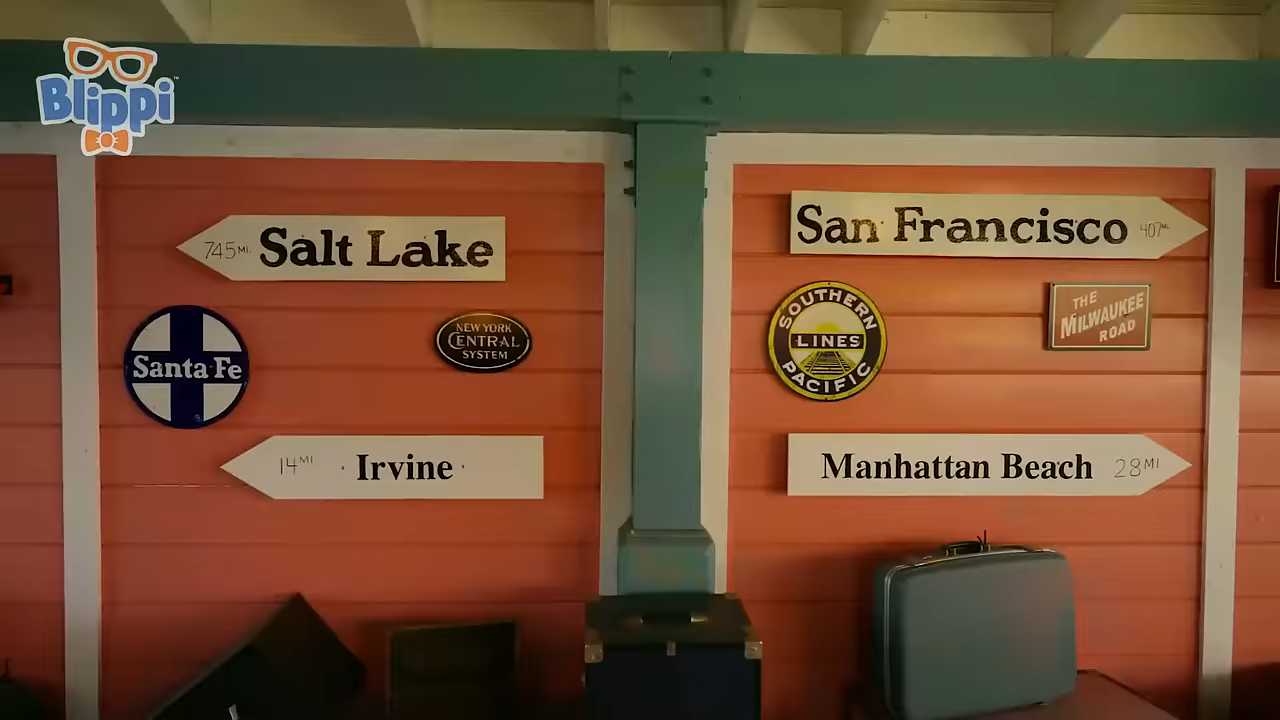 Blippi™
745 MI. Salt Lake
San Francisco 407 MI.
Santa Fe
NEW YORK
CENTRAL
SYSTEM
SOUTHERN
LINES
PACIFIC
THE
MILWAUKEE
ROAD
14 MI Irvine
Manhattan Beach 28 MI